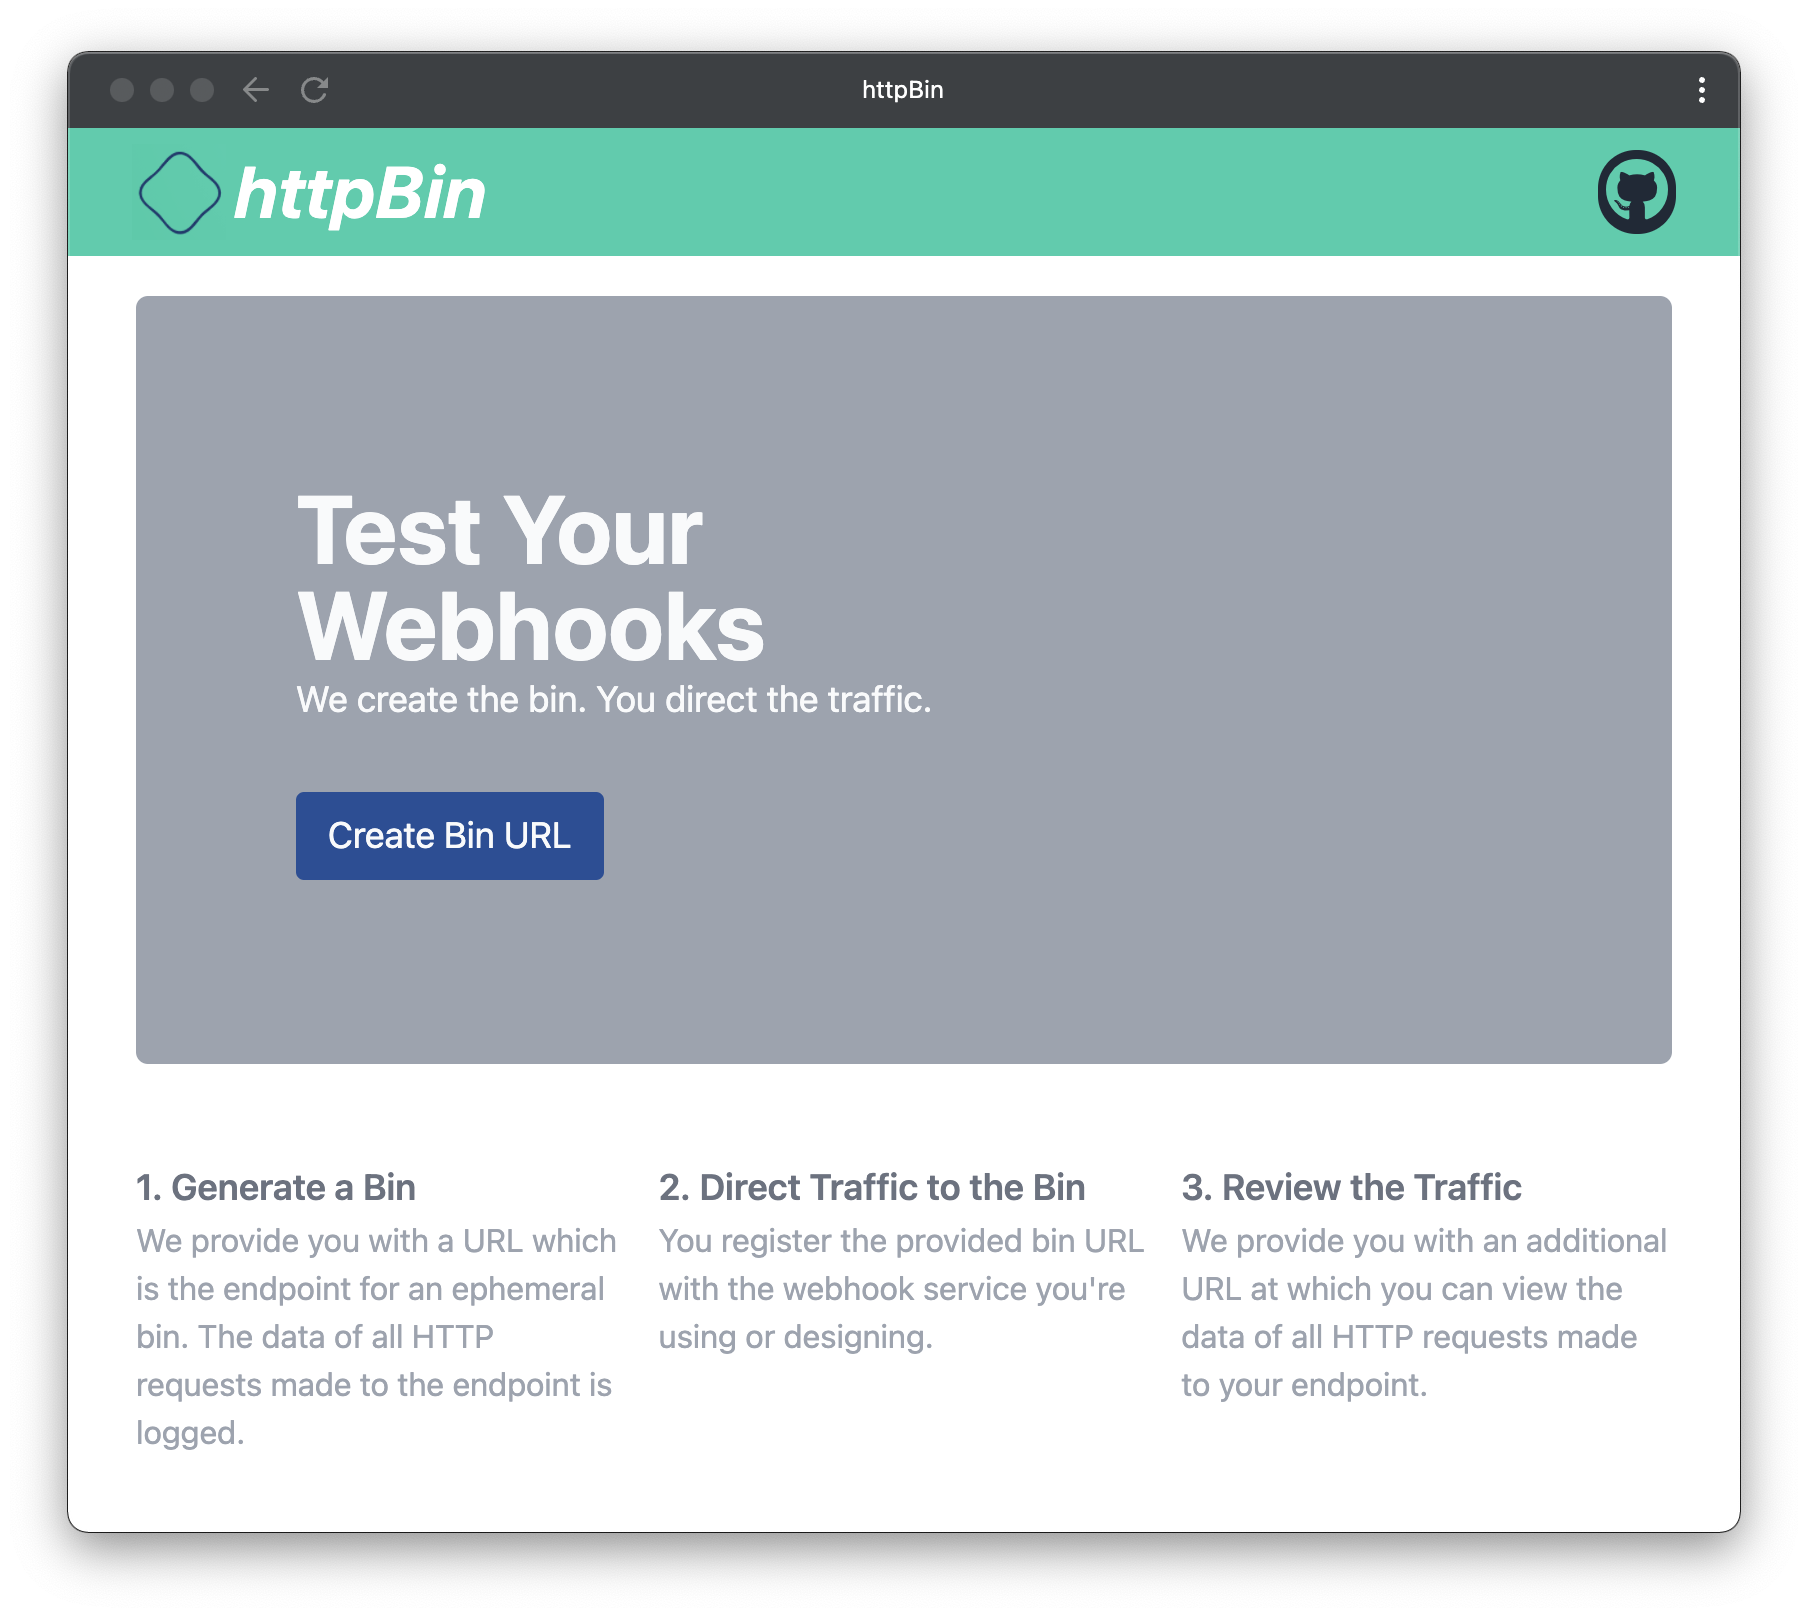 httpBin
httpBin
Test Your
Webhooks
We create the bin. You direct the traffic.
Create Bin URL
1. Generate a Bin
We provide you with a URL which
is the endpoint for an ephemeral
bin. The data of all HTTP
requests made to the endpoint is
logged.
2. Direct Traffic to the Bin
You register the provided bin URL
with the webhook service you're
using or designing.
3. Review the Traffic
We provide you with an additional
URL at which you can view the
data of all HTTP requests made
to your endpoint.